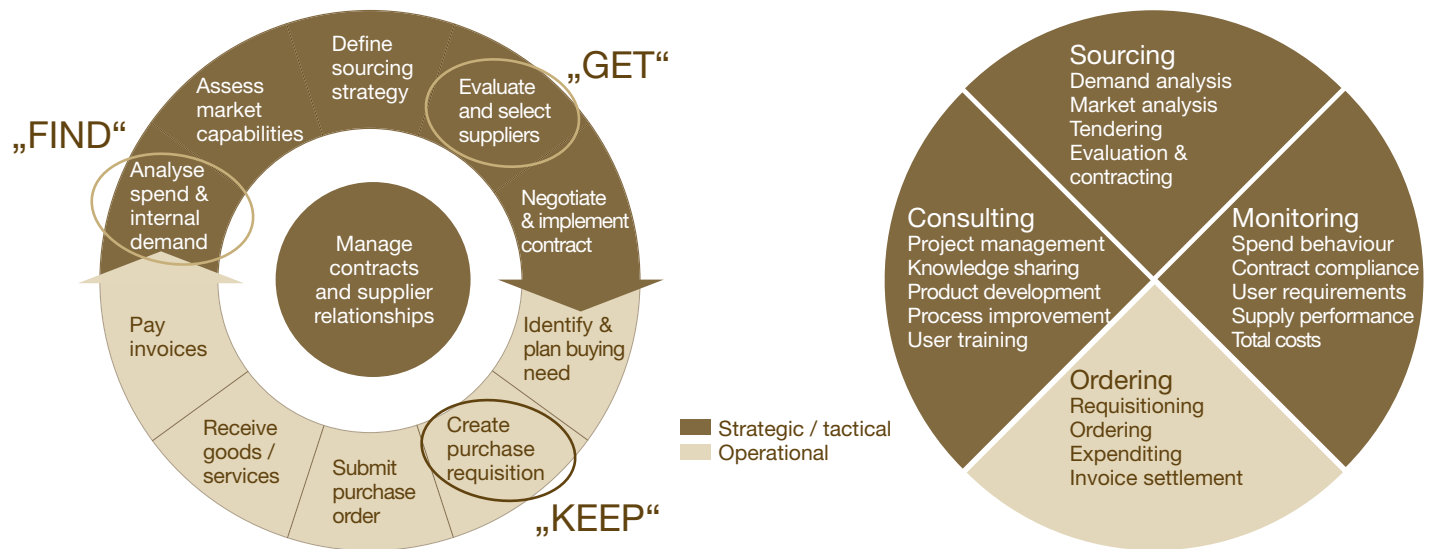 „FIND“
Analyse
spend &
internal
demand
Assess
market
capabilities
Define
sourcing
strategy
„GET“
Evaluate
and select
suppliers
Negotiate
& implement
contract
Identify &
plan buying
need
Create
purchase
requisition
„KEEP“
Submit
purchase
order
Receive
goods /
services
Pay
invoices
Manage
contracts
and supplier
relationships
Strategic / tactical
Operational
Sourcing
Demand analysis
Market analysis
Tendering
Evaluation &
contracting
Consulting
Project management
Knowledge sharing
Product development
Process improvement
User training
Monitoring
Spend behaviour
Contract compliance
User requirements
Supply performance
Total costs
Ordering
Requisitioning
Ordering
Expenditing
Invoice settlement